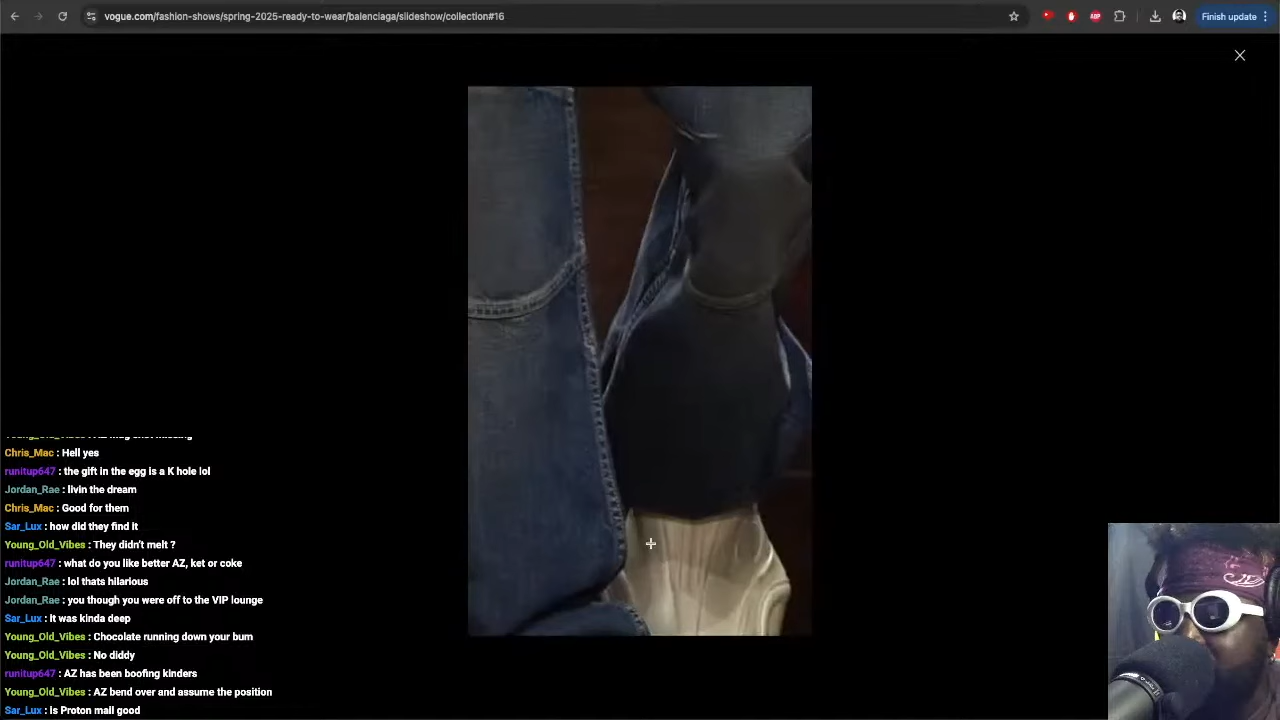 vogue.com/fashion-shows/spring-2025-ready-to-wear/balenciaga/slideshow/collection#16
ABP
Finish update
Chris_Mac : Hell yes
runitup647 : the gift in the egg is a K hole lol
Jordan_Rae : livin the dream
Chris_Mac : Good for them
Sar_Lux : how did they find it
Young_Old_Vibes : They didn't melt ?
runitup647 : what do you like better AZ, ket or coke
Jordan_Rae : lol thats hilarious
Jordan_Rae : you though you were off to the VIP lounge
Sar_Lux : It was kinda deep
Young_Old_Vibes : Chocolate running down your bum
Young_Old_Vibes : No diddy
runitup647 : AZ has been boofing kinders
Young_Old_Vibes : AZ bend over and assume the position
Sar_Lux : Is Proton mail good